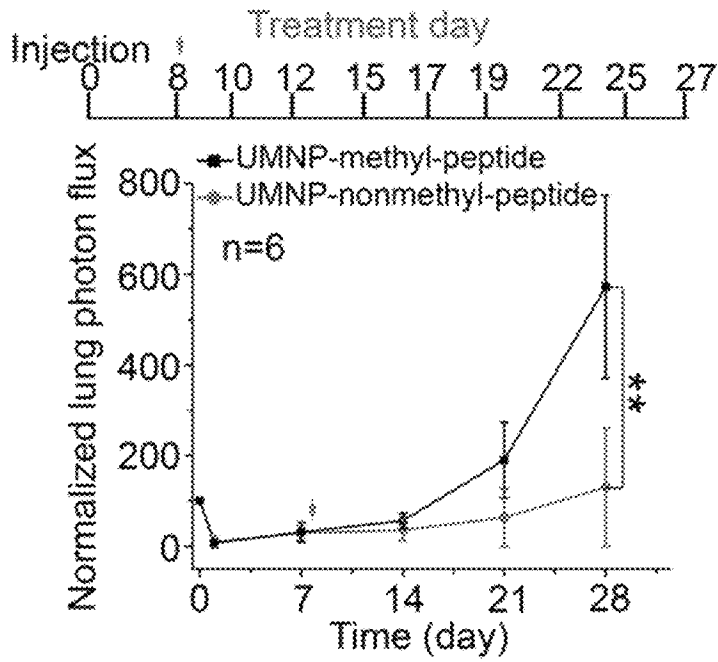 Treatment day
Injection
0 8 10 12 15 17 19 22 25 27
UMNP-methyl-peptide
UMNP-nonmethyl-peptide
n=6
Normalized lung photon flux
800
600
400
200
0
**
0 7 14 21 28
Time (day)